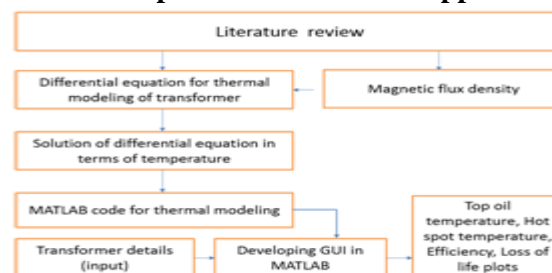 Literature review
Differential equation for thermal
modeling of transformer
Magnetic flux density
Solution of differential equation in
terms of temperature
MATLAB code for thermal modeling
Top oil
temperature, Hot
spot temperature,
Efficiency, Loss of
life plots
Transformer details
(input)
Developing GUI in
MATLAB